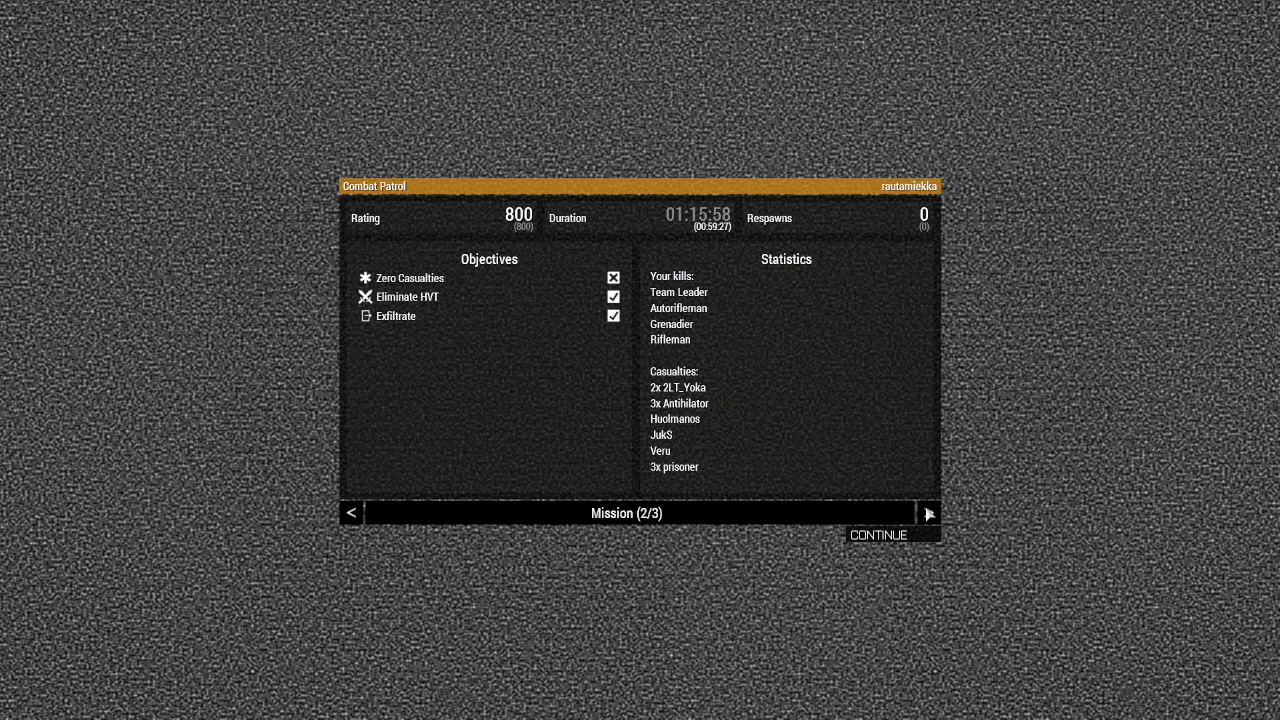 Combat Patrol rautamiekka
Rating 800 Duration 01:15:58 Respawns 0
(800) (00:59:27) (0)
Objectives
Zero Casualties
Eliminate HVT
Exfiltrate
Statistics
Your kills:
Team Leader
Autorifleman
Grenadier
Rifleman
Casualties:
2x 2LT_Yoka
3x Antihilator
Huolmanos
JukS
Veru
3x prisoner
< Mission (2/3)
CONTINUE